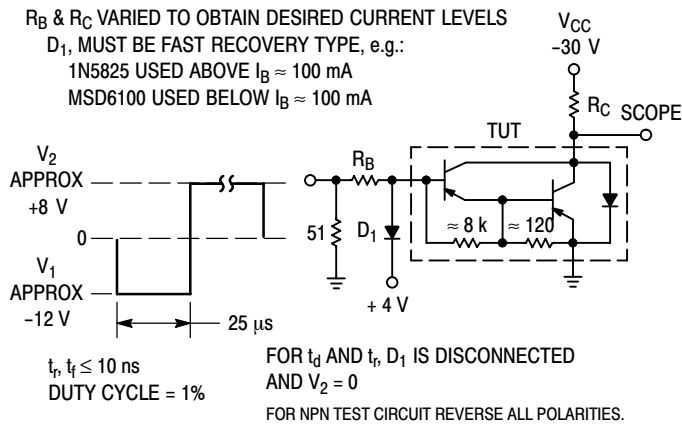 R_B & R_C VARIED TO OBTAIN DESIRED CURRENT LEVELS
D_1, MUST BE FAST RECOVERY TYPE, e.g.:
1N5825 USED ABOVE I_B ≈ 100 mA
MSD6100 USED BELOW I_B ≈ 100 mA
V_CC
-30 V
R_C
SCOPE
TUT
V_2
APPROX
+8 V
0
V_1
APPROX
-12 V
25 μs
R_B
51
D_1
+ 4 V
≈ 8 k
≈ 120
t_r, t_f ≤ 10 ns
DUTY CYCLE = 1%
FOR t_d AND t_r, D_1 IS DISCONNECTED
AND V_2 = 0
FOR NPN TEST CIRCUIT REVERSE ALL POLARITIES.